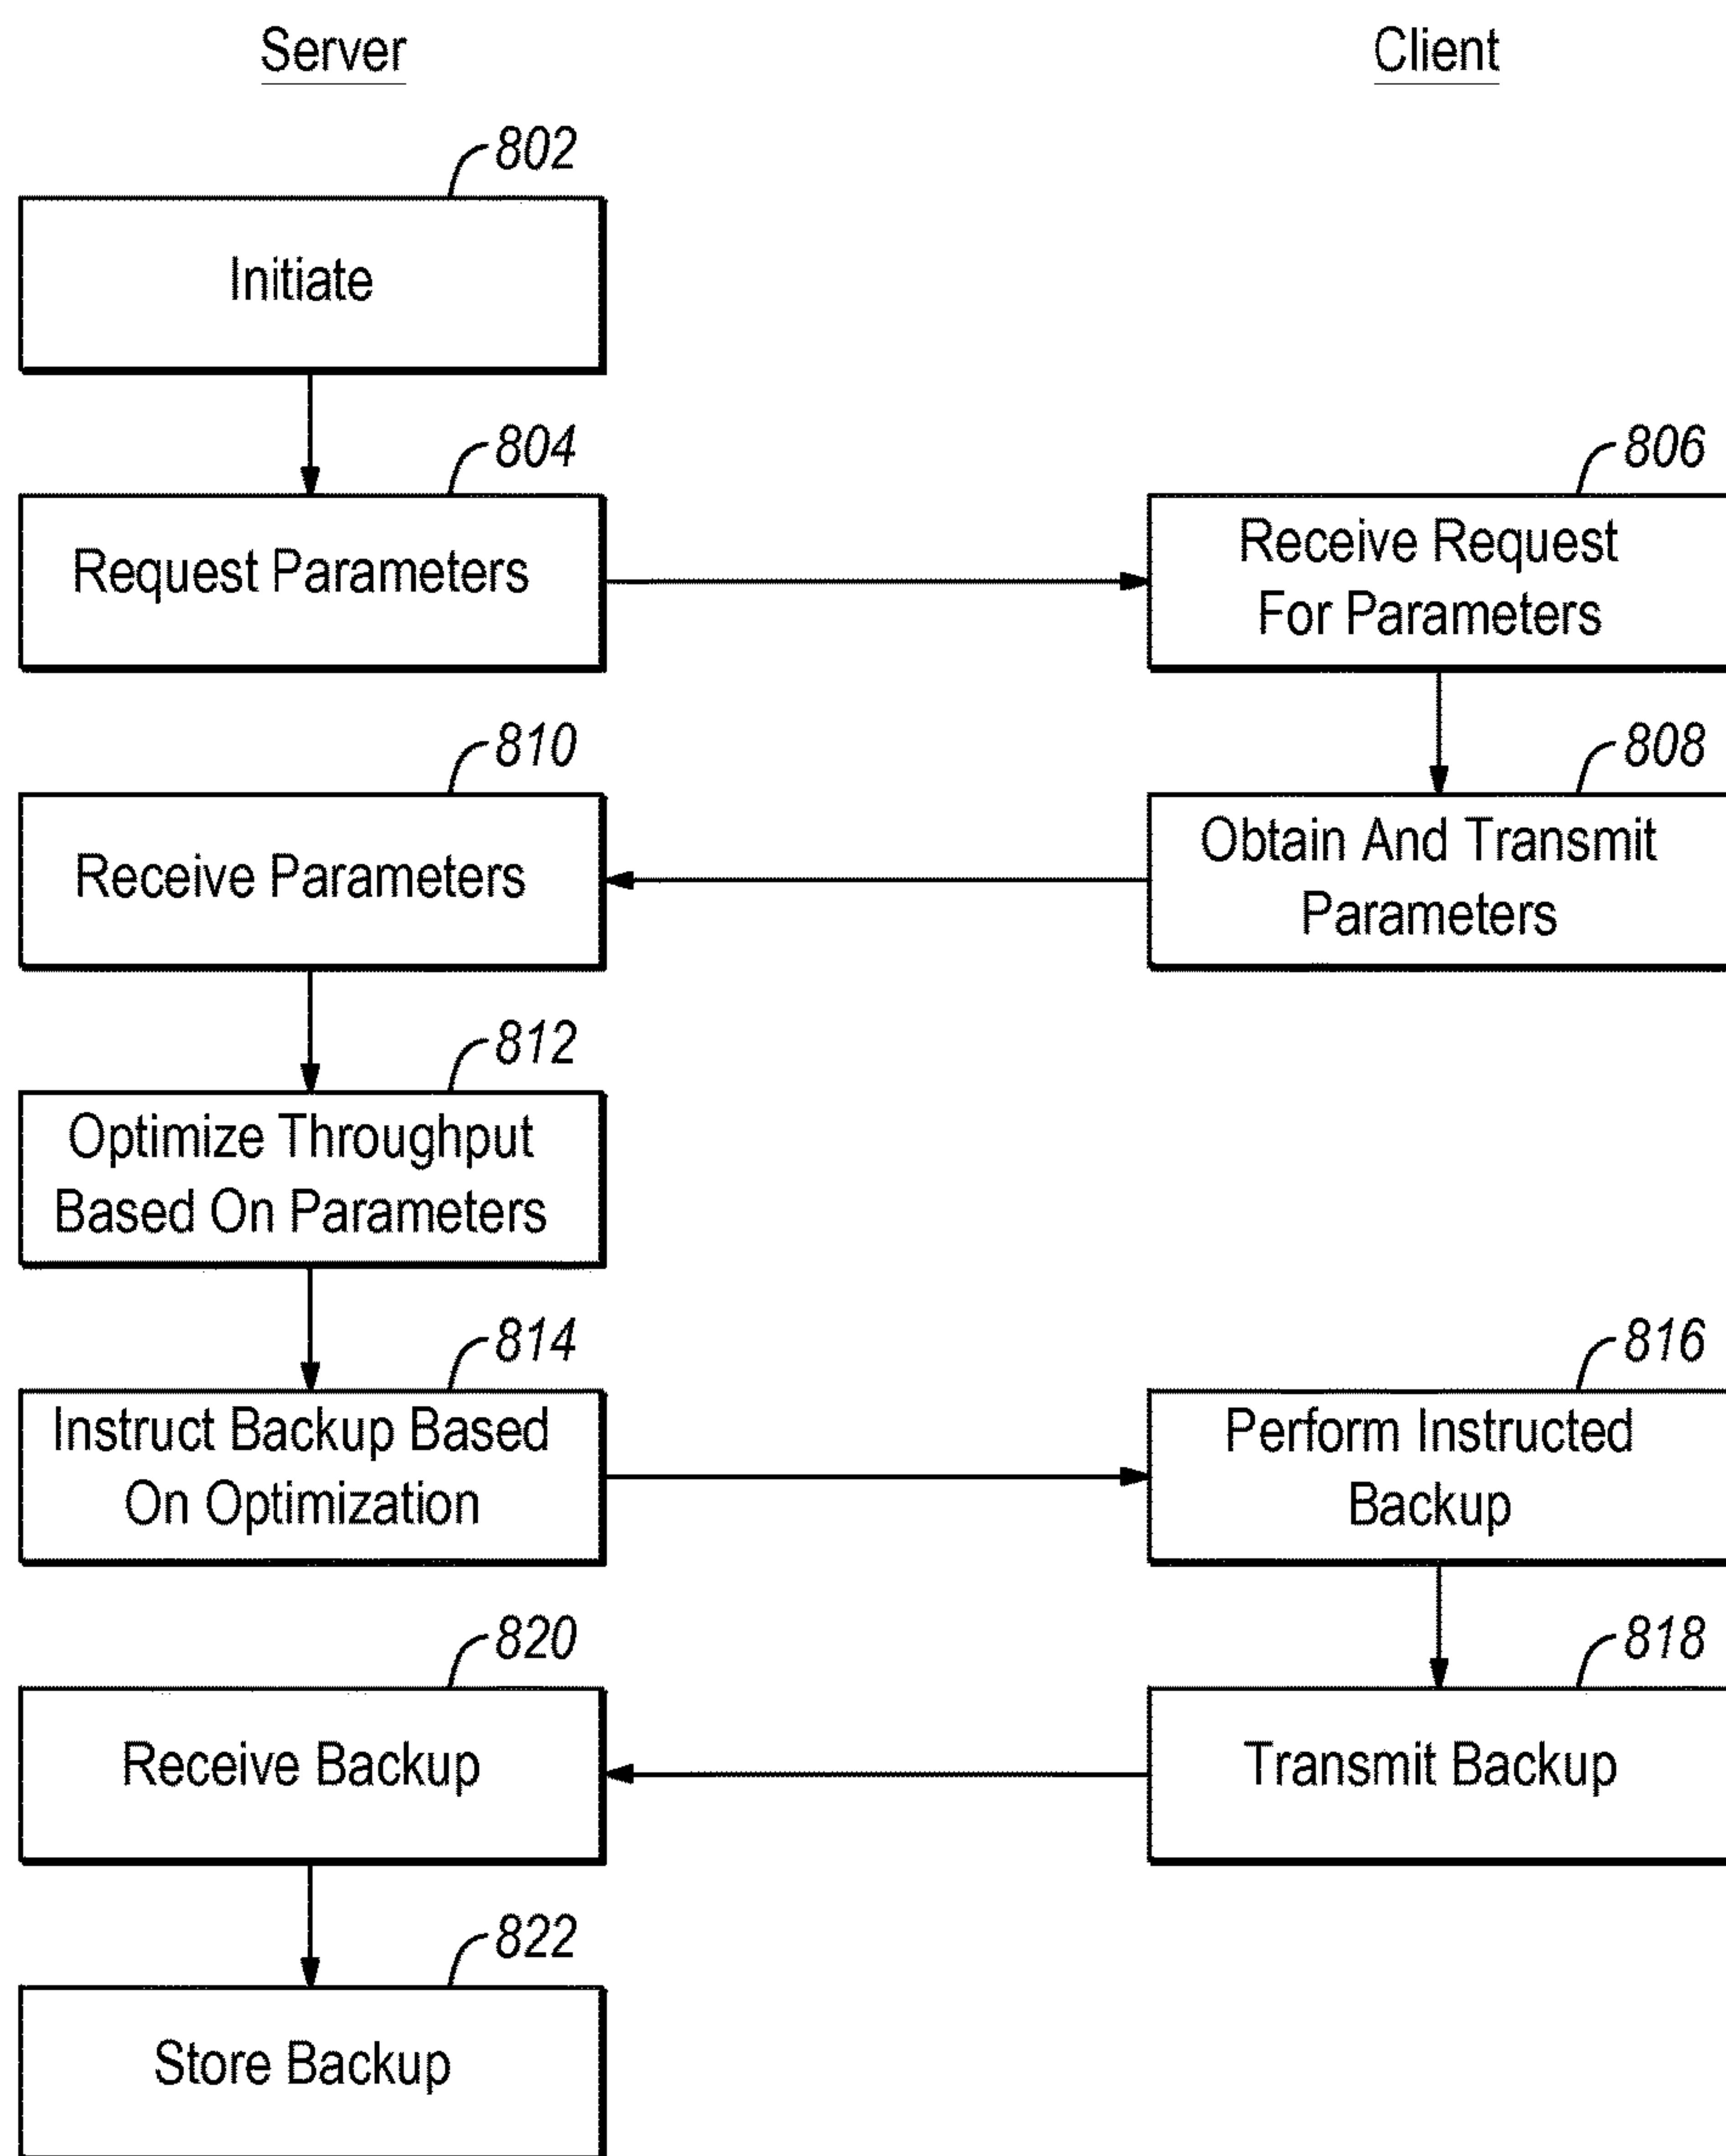 Server
Client
802
Initiate
804
Request Parameters
806
Receive Request
For Parameters
810
Receive Parameters
808
Obtain And Transmit
Parameters
812
Optimize Throughput
Based On Parameters
814
Instruct Backup Based
On Optimization
816
Perform Instructed
Backup
820
Receive Backup
818
Transmit Backup
822
Store Backup